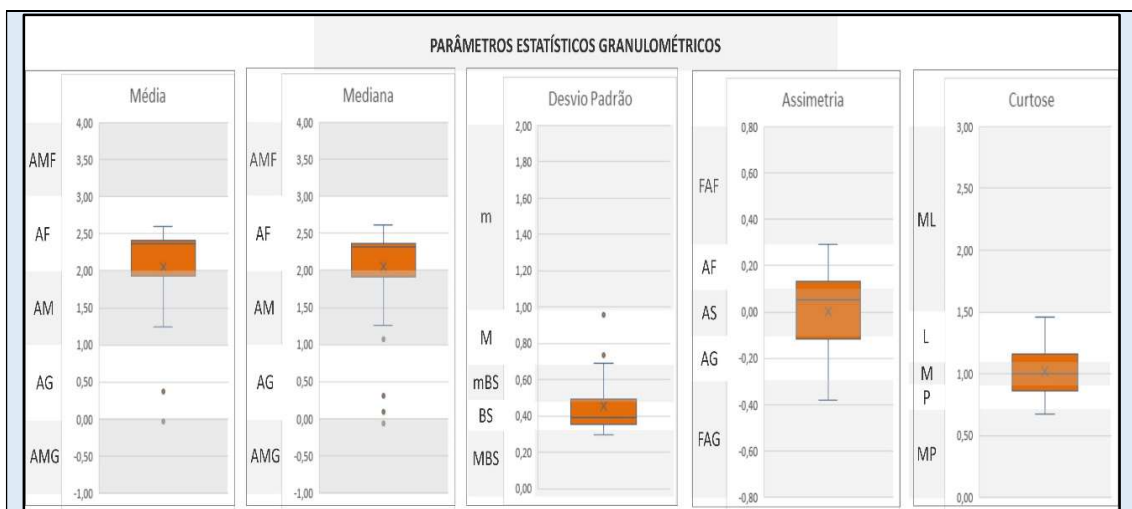 PARÂMETROS ESTATÍSTICOS GRANULOMÉTRICOS
Média
4,00
3,50
3,00
2,50
2,00
1,50
1,00
0,50
0,00
-0,50
-1,00
AMF
AF
AM
AG
AMG
Mediana
4,00
3,50
3,00
2,50
2,00
1,50
1,00
0,50
0,00
-0,50
-1,00
AMF
AF
AM
AG
AMG
Desvio Padrão
2,00
1,80
1,60
1,40
1,20
1,00
0,80
0,60
0,40
0,20
0,00
m
M
mBS
BS
MBS
Assimetria
0,80
0,60
0,40
0,20
0,00
-0,20
-0,40
-0,60
-0,80
FAF
AF
AS
AG
FAG
Curtose
3,00
2,50
2,00
1,50
1,00
0,50
0,00
ML
L
M
P
MP